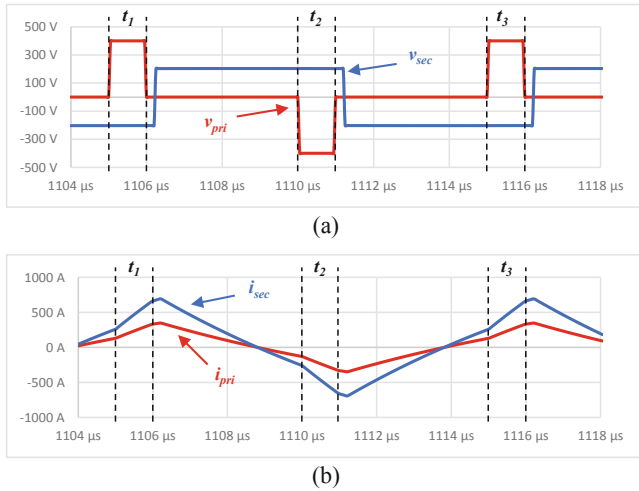 t1 t2 t3
500 V
300 V
100 V
-100 V
-300 V
-500 V
vsec
vpri
1104 µs 1106 µs 1108 µs 1110 µs 1112 µs 1114 µs 1116 µs 1118 µs
(a)
t1 t2 t3
1000 A
500 A
0 A
-500 A
-1000 A
isec
ipri
1104 µs 1106 µs 1108 µs 1110 µs 1112 µs 1114 µs 1116 µs 1118 µs
(b)